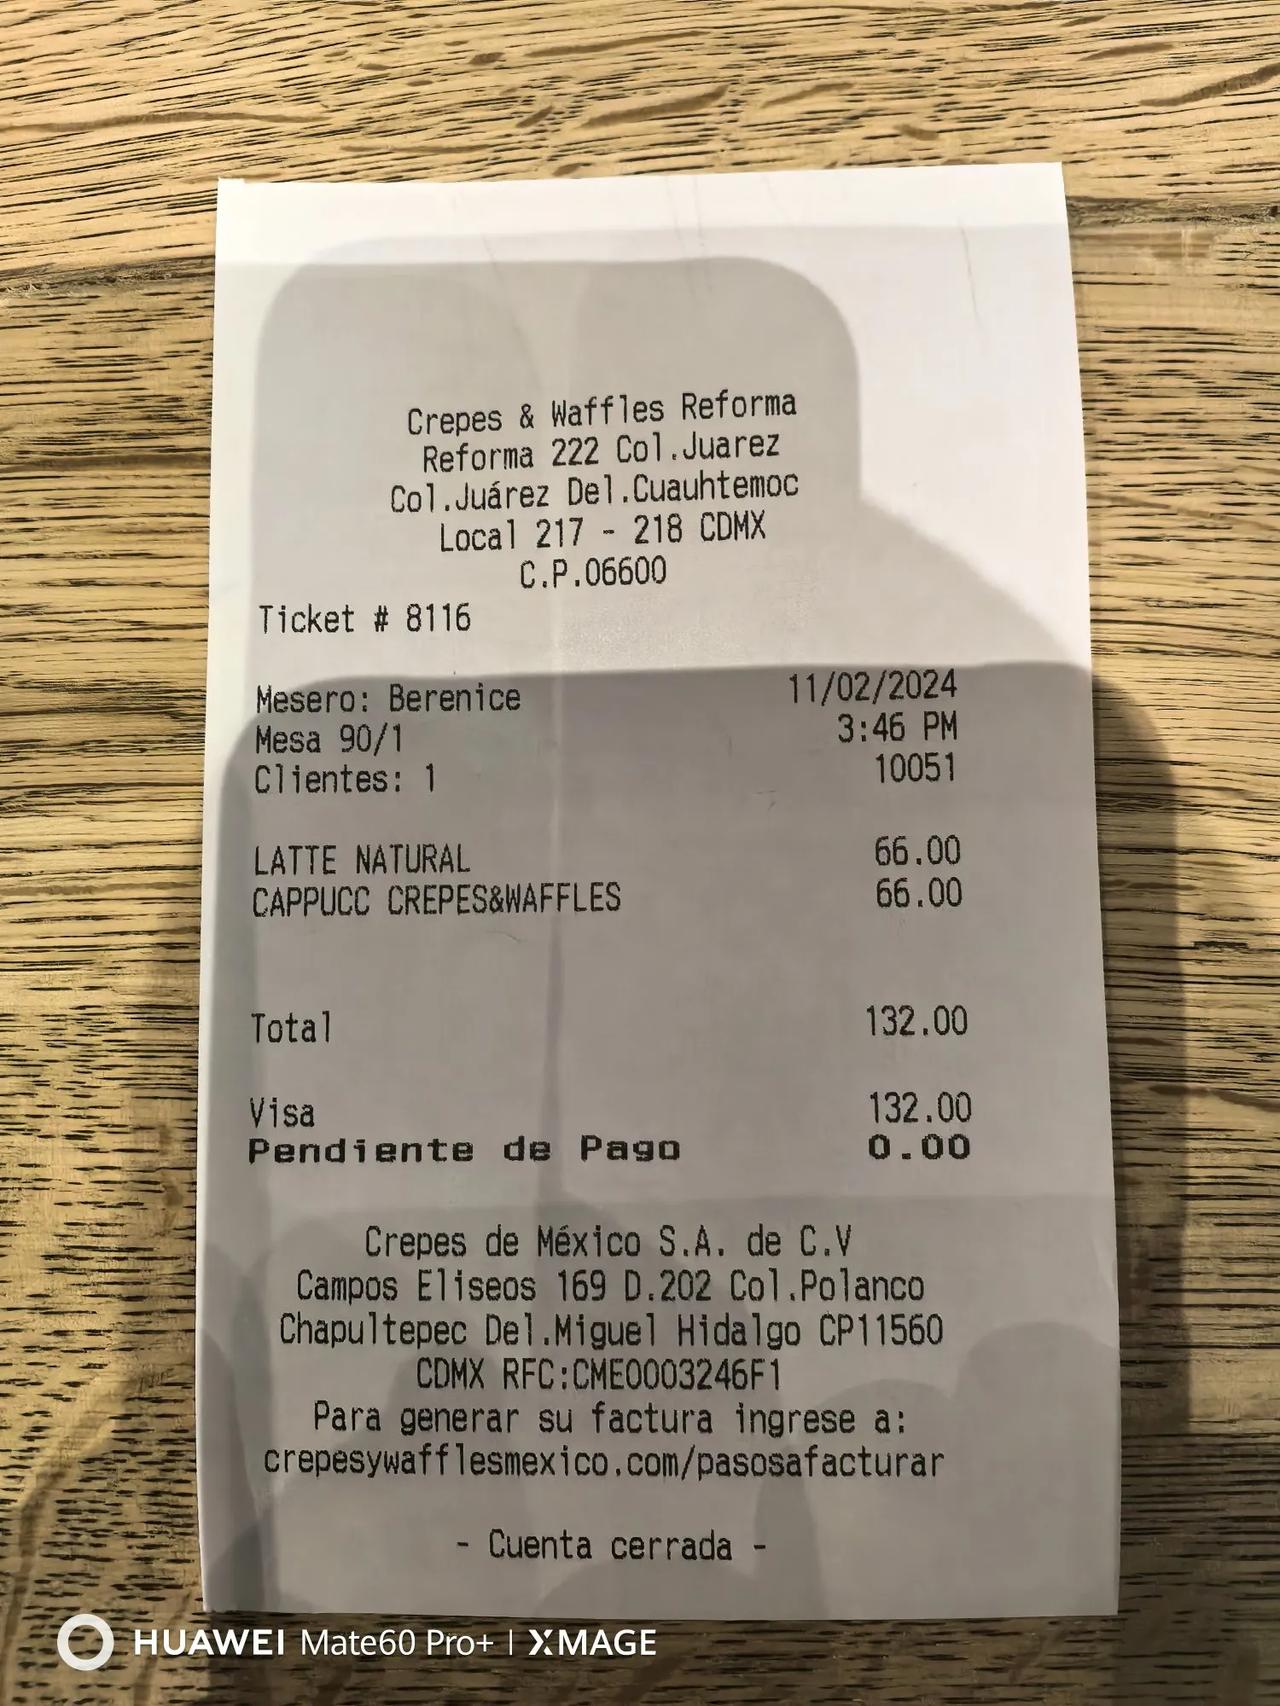 Crepes & Waffles Reforma
Reforma 222 Col.Juarez
Col.Juárez Del.Cuauhtemoc
Local 217 - 218 CDMX
C.P.06600
Ticket # 8116
Mesero: Berenice 11/02/2024
Mesa 90/1 3:46 PM
Clientes: 1 10051
LATTE NATURAL 66.00
CAPPUCC CREPES&WAFFLES 66.00
Total 132.00
Visa 132.00
Pendiente de Pago 0.00
Crepes de México S.A. de C.V
Campos Eliseos 169 D.202 Col.Polanco
Chapultepec Del.Miguel Hidalgo CP11560
CDMX RFC:CME0003246F1
Para generar su factura ingrese a:
crepesywafflesmexico.com/pasosafacturar
- Cuenta cerrada -
HUAWEI Mate60 Pro+ | XMAGE